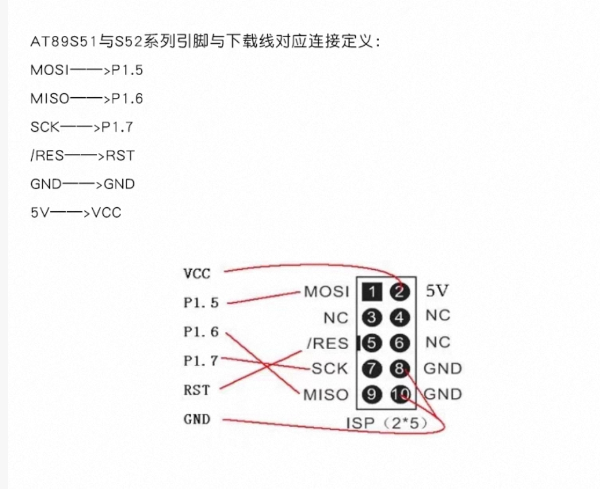 AT89S51与S52系列引脚与下载线对应连接定义：
MOSI——>P1.5
MISO——>P1.6
SCK——>P1.7
/RES——>RST
GND——>GND
5V——>VCC
VCC
P1.5 MOSI 1 2 5V
NC 3 4 NC
P1.6
/RES 5 6 NC
P1.7 SCK 7 8 GND
RST MISO 9 10 GND
GND ISP（2*5）